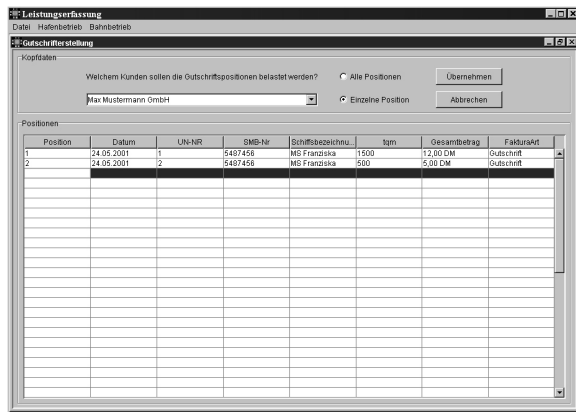 Leistungserfassung
Datei Hafenbetrieb Bahnbetrieb
Gutschrifterstellung
Kopfdaten
Welchem Kunden sollen die Gutschriftspositionen belastet werden? Alle Positionen Übernehmen
Max Mustermann GmbH Einzelne Position Abbrechen
Positionen
Position Datum UN-NR SMB-Nr Schiffsbezeichnu... tqm Gesamtbetrag FakturaArt
1 24.05.2001 1 5487456 MS Franziska 1500 12,00 DM Gutschrift
2 24.05.2001 2 5487456 MS Franziska 500 5,00 DM Gutschrift